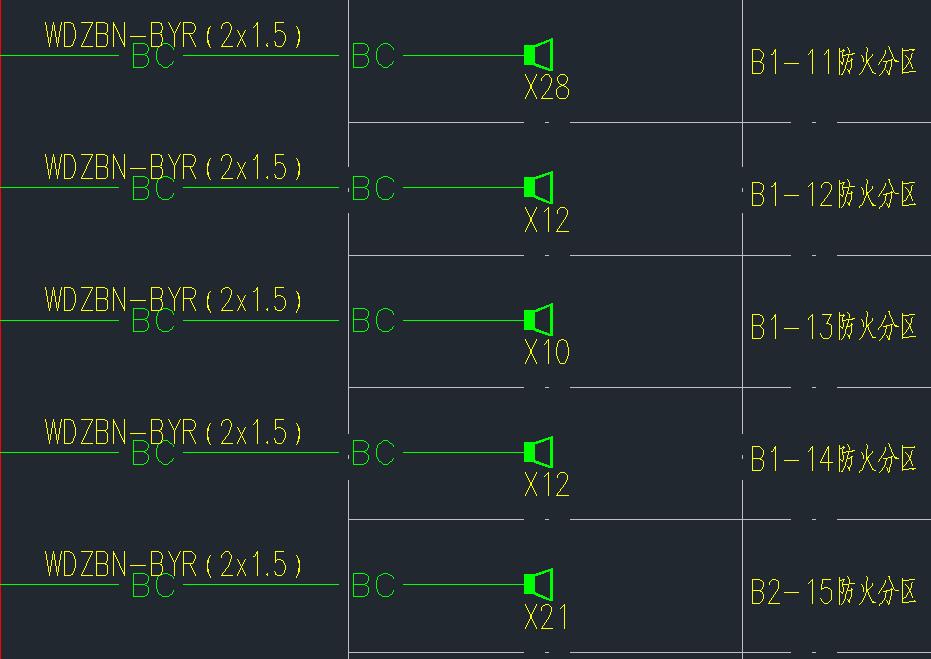 WDZBN-BYR(2x1.5)
BC BC
X28
B1-11防火分区
WDZBN-BYR(2x1.5)
BC BC
X12
B1-12防火分区
WDZBN-BYR(2x1.5)
BC BC
X10
B1-13防火分区
WDZBN-BYR(2x1.5)
BC BC
X12
B1-14防火分区
WDZBN-BYR(2x1.5)
BC BC
X21
B2-15防火分区